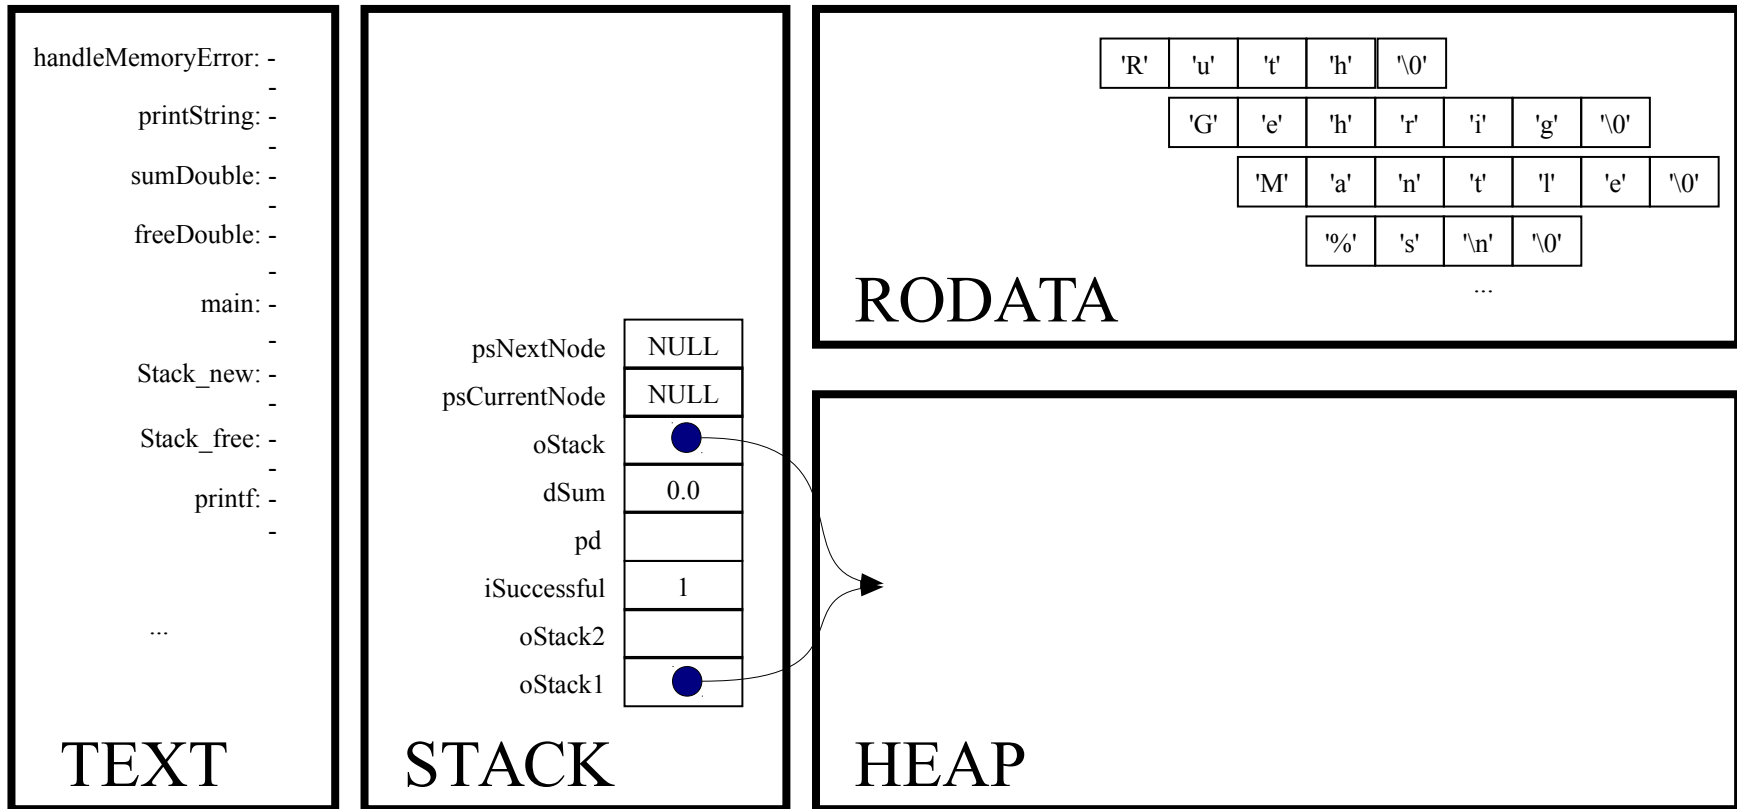 handleMemoryError: -
-
printString: -
-
sumDouble: -
-
freeDouble: -
-
main: -
-
Stack_new: -
-
Stack_free: -
-
printf: -
-
...
TEXT
psNextNode NULL
psCurrentNode NULL
oStack
dSum 0.0
pd
iSuccessful 1
oStack2
oStack1
STACK
'R' 'u' 't' 'h' '\0'
'G' 'e' 'h' 'r' 'i' 'g' '\0'
'M' 'a' 'n' 't' 'l' 'e' '\0'
'%' 's' '\n' '\0'
...
RODATA
HEAP